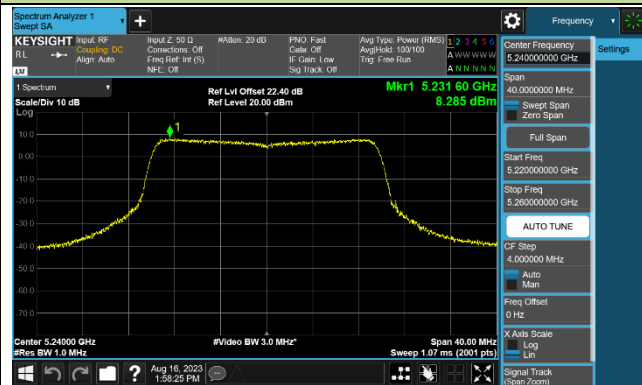 Spectrum Analyzer 1
Swept SA
Frequency
KEYSIGHT
RL
LXI
Input: RF
Coupling: DC
Align: Auto
Input Z: 50 Ω
Corrections: Off
Freq Ref: Int (S)
NFE: Off
#Atten: 20 dB
PNO: Fast
Gate: Off
IF Gain: Low
Sig Track: Off
Avg Type: Power (RMS)
Avg|Hold: 100/100
Trig: Free Run
1 2 3 4 5 6
A W W W W W
A N N N N N
1 Spectrum
Scale/Div 10 dB
Log
Ref Lvl Offset 22.40 dB
Ref Level 20.00 dBm
Mkr1 5.231 60 GHz
8.285 dBm
1
10.0
0.00
-10.0
-20.0
-30.0
-40.0
-50.0
-60.0
-70.0
Center 5.24000 GHz
#Res BW 1.0 MHz
#Video BW 3.0 MHz*
Span 40.00 MHz
Sweep 1.07 ms (2001 pts)
Aug 16, 2023
1:58:25 PM
Center Frequency
5.240000000 GHz
Span
40.0000000 MHz
Swept Span
Zero Span
Full Span
Start Freq
5.220000000 GHz
Stop Freq
5.260000000 GHz
AUTO TUNE
CF Step
4.000000 MHz
Auto
Man
Freq Offset
0 Hz
X Axis Scale
Log
Lin
Signal Track
(Span Zoom)
Settings